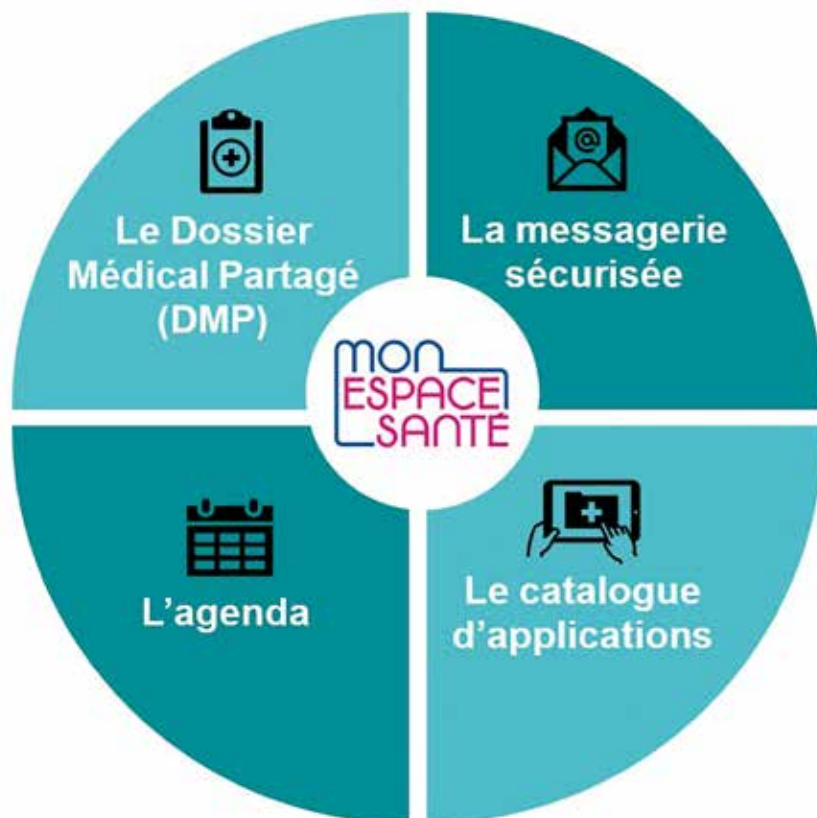 Le Dossier
Médical Partagé
(DMP)
La messagerie
sécurisée
mon
ESPACE
SANTÉ
L'agenda
Le catalogue
d'applications